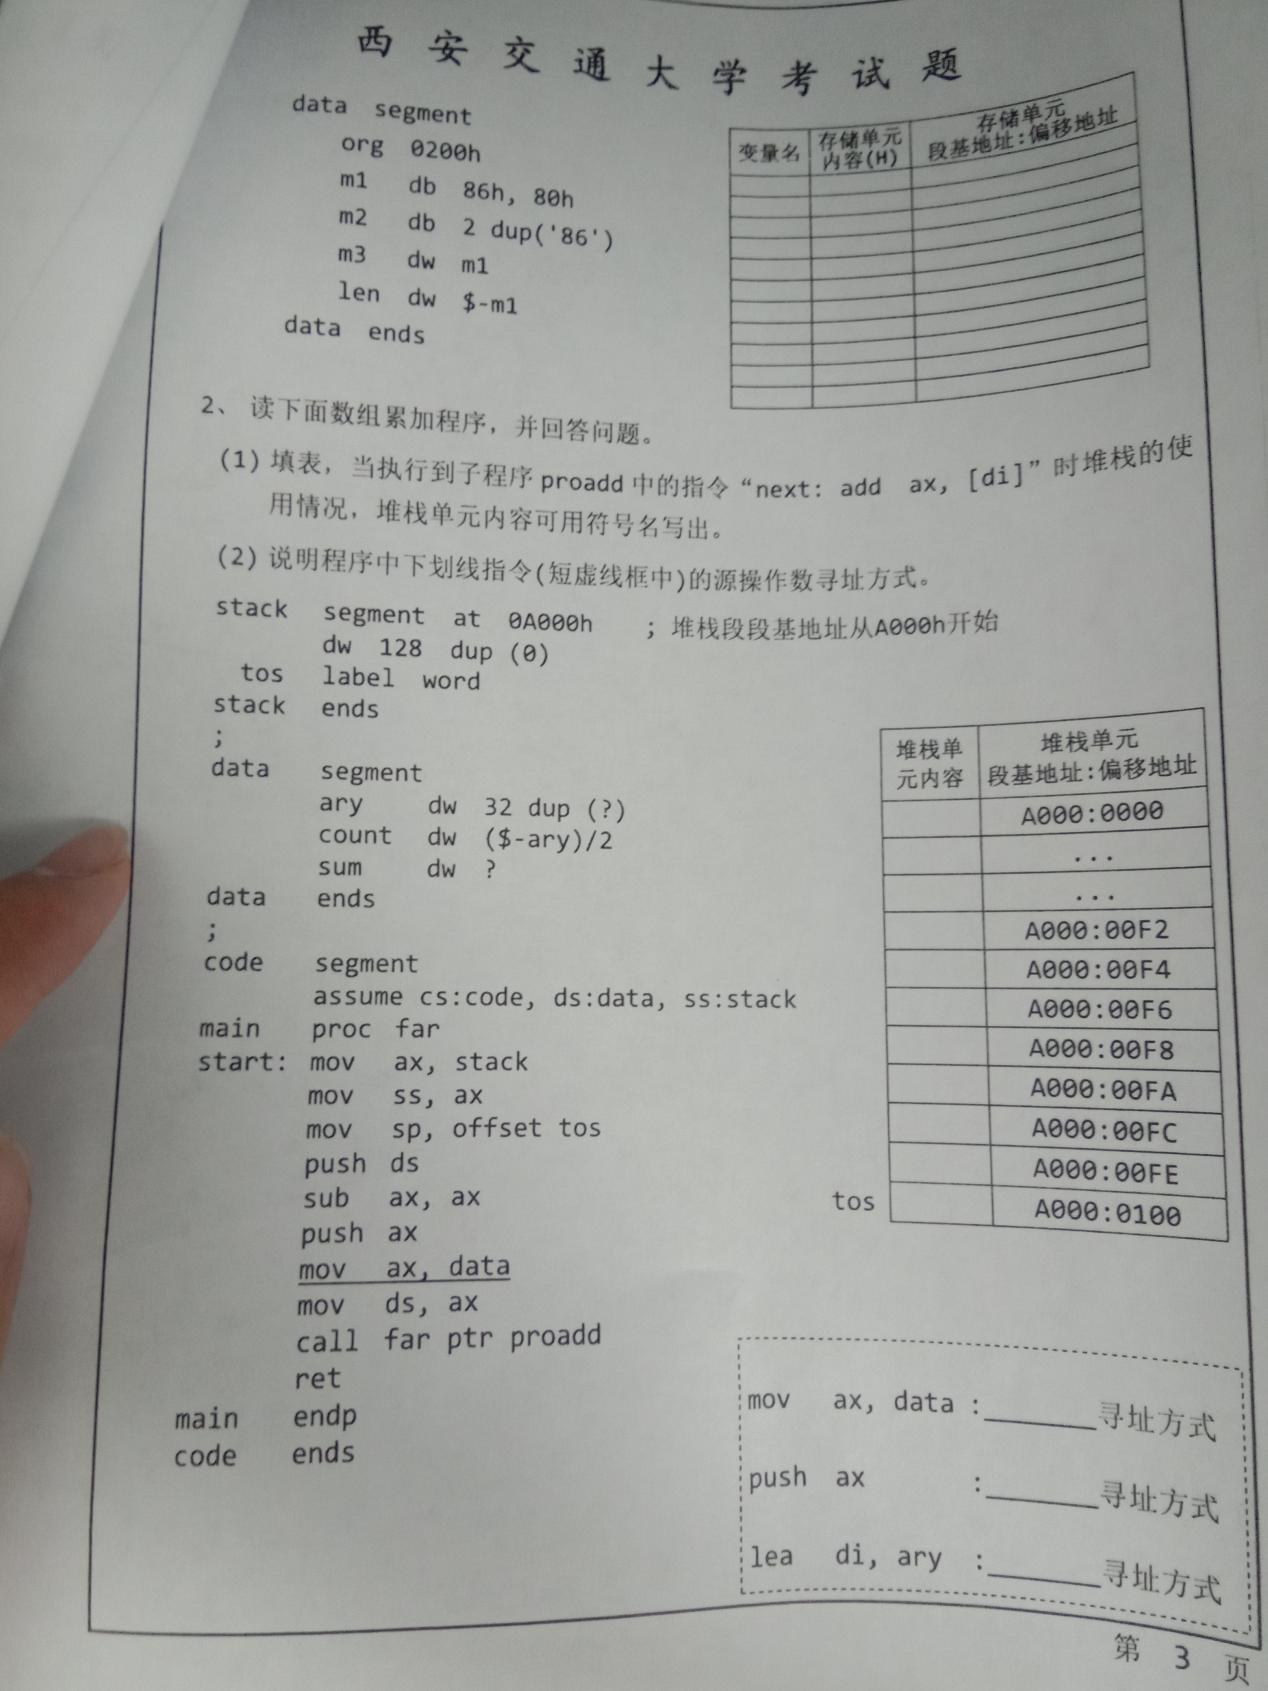 西安交通大学考试题
data segment
org 0200h
m1 db 86h, 80h
m2 db 2 dup('86')
m3 dw m1
len dw $-m1
data ends
变量名 存储单元内容(H) 存储单元段基地址:偏移地址
2、 读下面数组累加程序，并回答问题。
(1) 填表，当执行到子程序 proadd 中的指令“next: add ax, [di]”时堆栈的使
用情况，堆栈单元内容可用符号名写出。
(2) 说明程序中下划线指令(短虚线框中)的源操作数寻址方式。
stack segment at 0A000h ; 堆栈段段基地址从A000h开始
dw 128 dup (0)
tos label word
stack ends
;
data segment
ary dw 32 dup (?)
count dw ($-ary)/2
sum dw ?
data ends
;
code segment
assume cs:code, ds:data, ss:stack
main proc far
start: mov ax, stack
mov ss, ax
mov sp, offset tos
push ds
sub ax, ax
push ax
mov ax, data
mov ds, ax
call far ptr proadd
ret
main endp
code ends
堆栈单元内容 堆栈单元段基地址:偏移地址
A000:0000
...
...
A000:00F2
A000:00F4
A000:00F6
A000:00F8
A000:00FA
A000:00FC
A000:00FE
tos A000:0100
mov ax, data :______寻址方式
push ax :______寻址方式
lea di, ary :______寻址方式
第 3 页